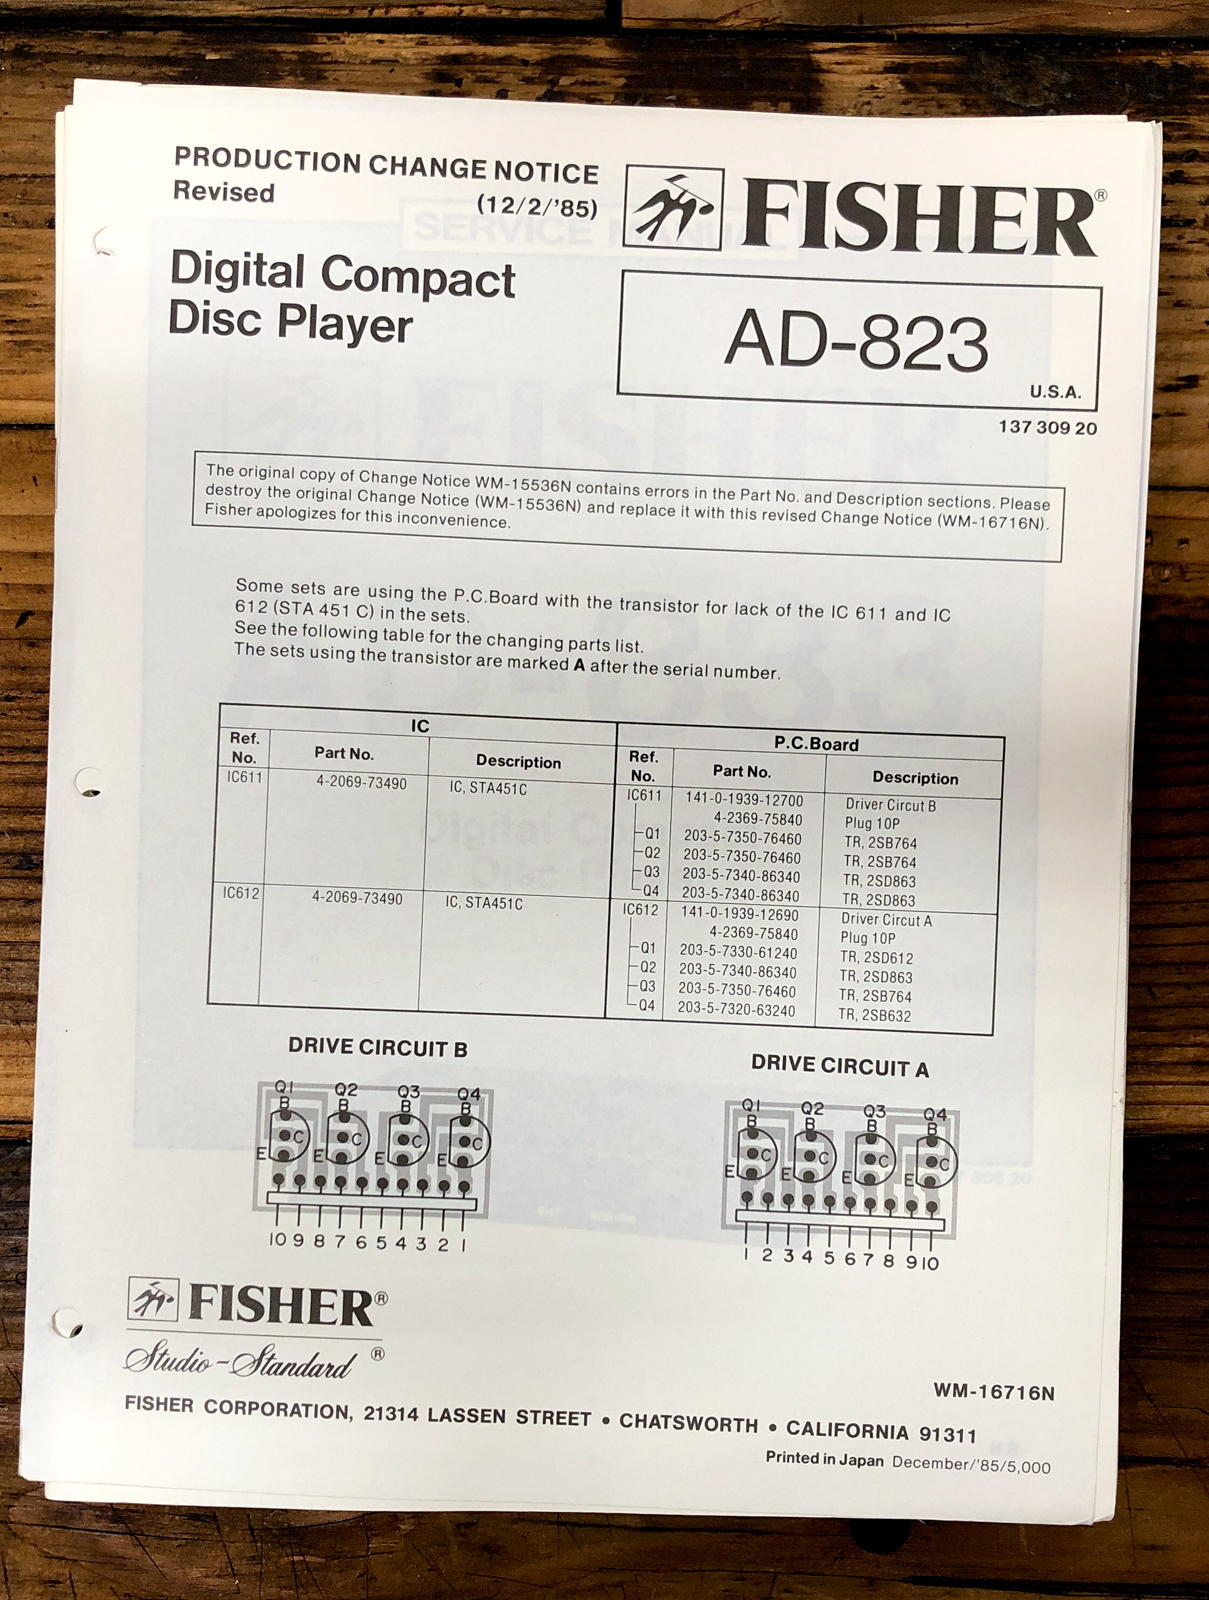 PRODUCTION CHANGE NOTICE
Revised (12/2/'85)
FISHER®
Digital Compact
Disc Player
AD-823
U.S.A.
137 309 20
The original copy of Change Notice WM-15536N contains errors in the Part No. and Description sections. Please
destroy the original Change Notice (WM-15536N) and replace it with this revised Change Notice (WM-16716N).
Fisher apologizes for this inconvenience.
Some sets are using the P.C.Board with the transistor for lack of the IC 611 and IC
612 (STA 451 C) in the sets.
See the following table for the changing parts list.
The sets using the transistor are marked A after the serial number.
IC P.C.Board
Ref. No. Part No. Description Ref. No. Part No. Description
IC611 4-2069-73490 IC, STA451C IC611 141-0-1939-12700 Driver Circut B
4-2369-75840 Plug 10P
Q1 203-5-7350-76460 TR, 2SB764
Q2 203-5-7350-76460 TR, 2SB764
Q3 203-5-7340-86340 TR, 2SD863
Q4 203-5-7340-86340 TR, 2SD863
IC612 4-2069-73490 IC, STA451C IC612 141-0-1939-12690 Driver Circut A
4-2369-75840 Plug 10P
Q1 203-5-7330-61240 TR, 2SD612
Q2 203-5-7340-86340 TR, 2SD863
Q3 203-5-7350-76460 TR, 2SB764
Q4 203-5-7320-63240 TR, 2SB632
DRIVE CIRCUIT B
Q1 Q2 Q3 Q4
B B B B
C C C C
E E E E
10 9 8 7 6 5 4 3 2 1
DRIVE CIRCUIT A
Q1 Q2 Q3 Q4
B B B B
C C C C
E E E E
1 2 3 4 5 6 7 8 9 10
FISHER®
Studio-Standard®
WM-16716N
FISHER CORPORATION, 21314 LASSEN STREET • CHATSWORTH • CALIFORNIA 91311
Printed in Japan December/'85/5,000